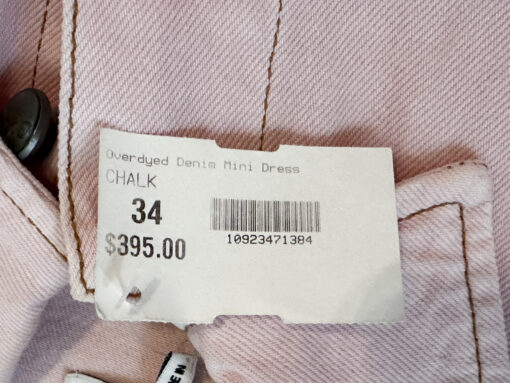 Overdyed Denim Mini Dress
CHALK
34
$395.00
10923471384